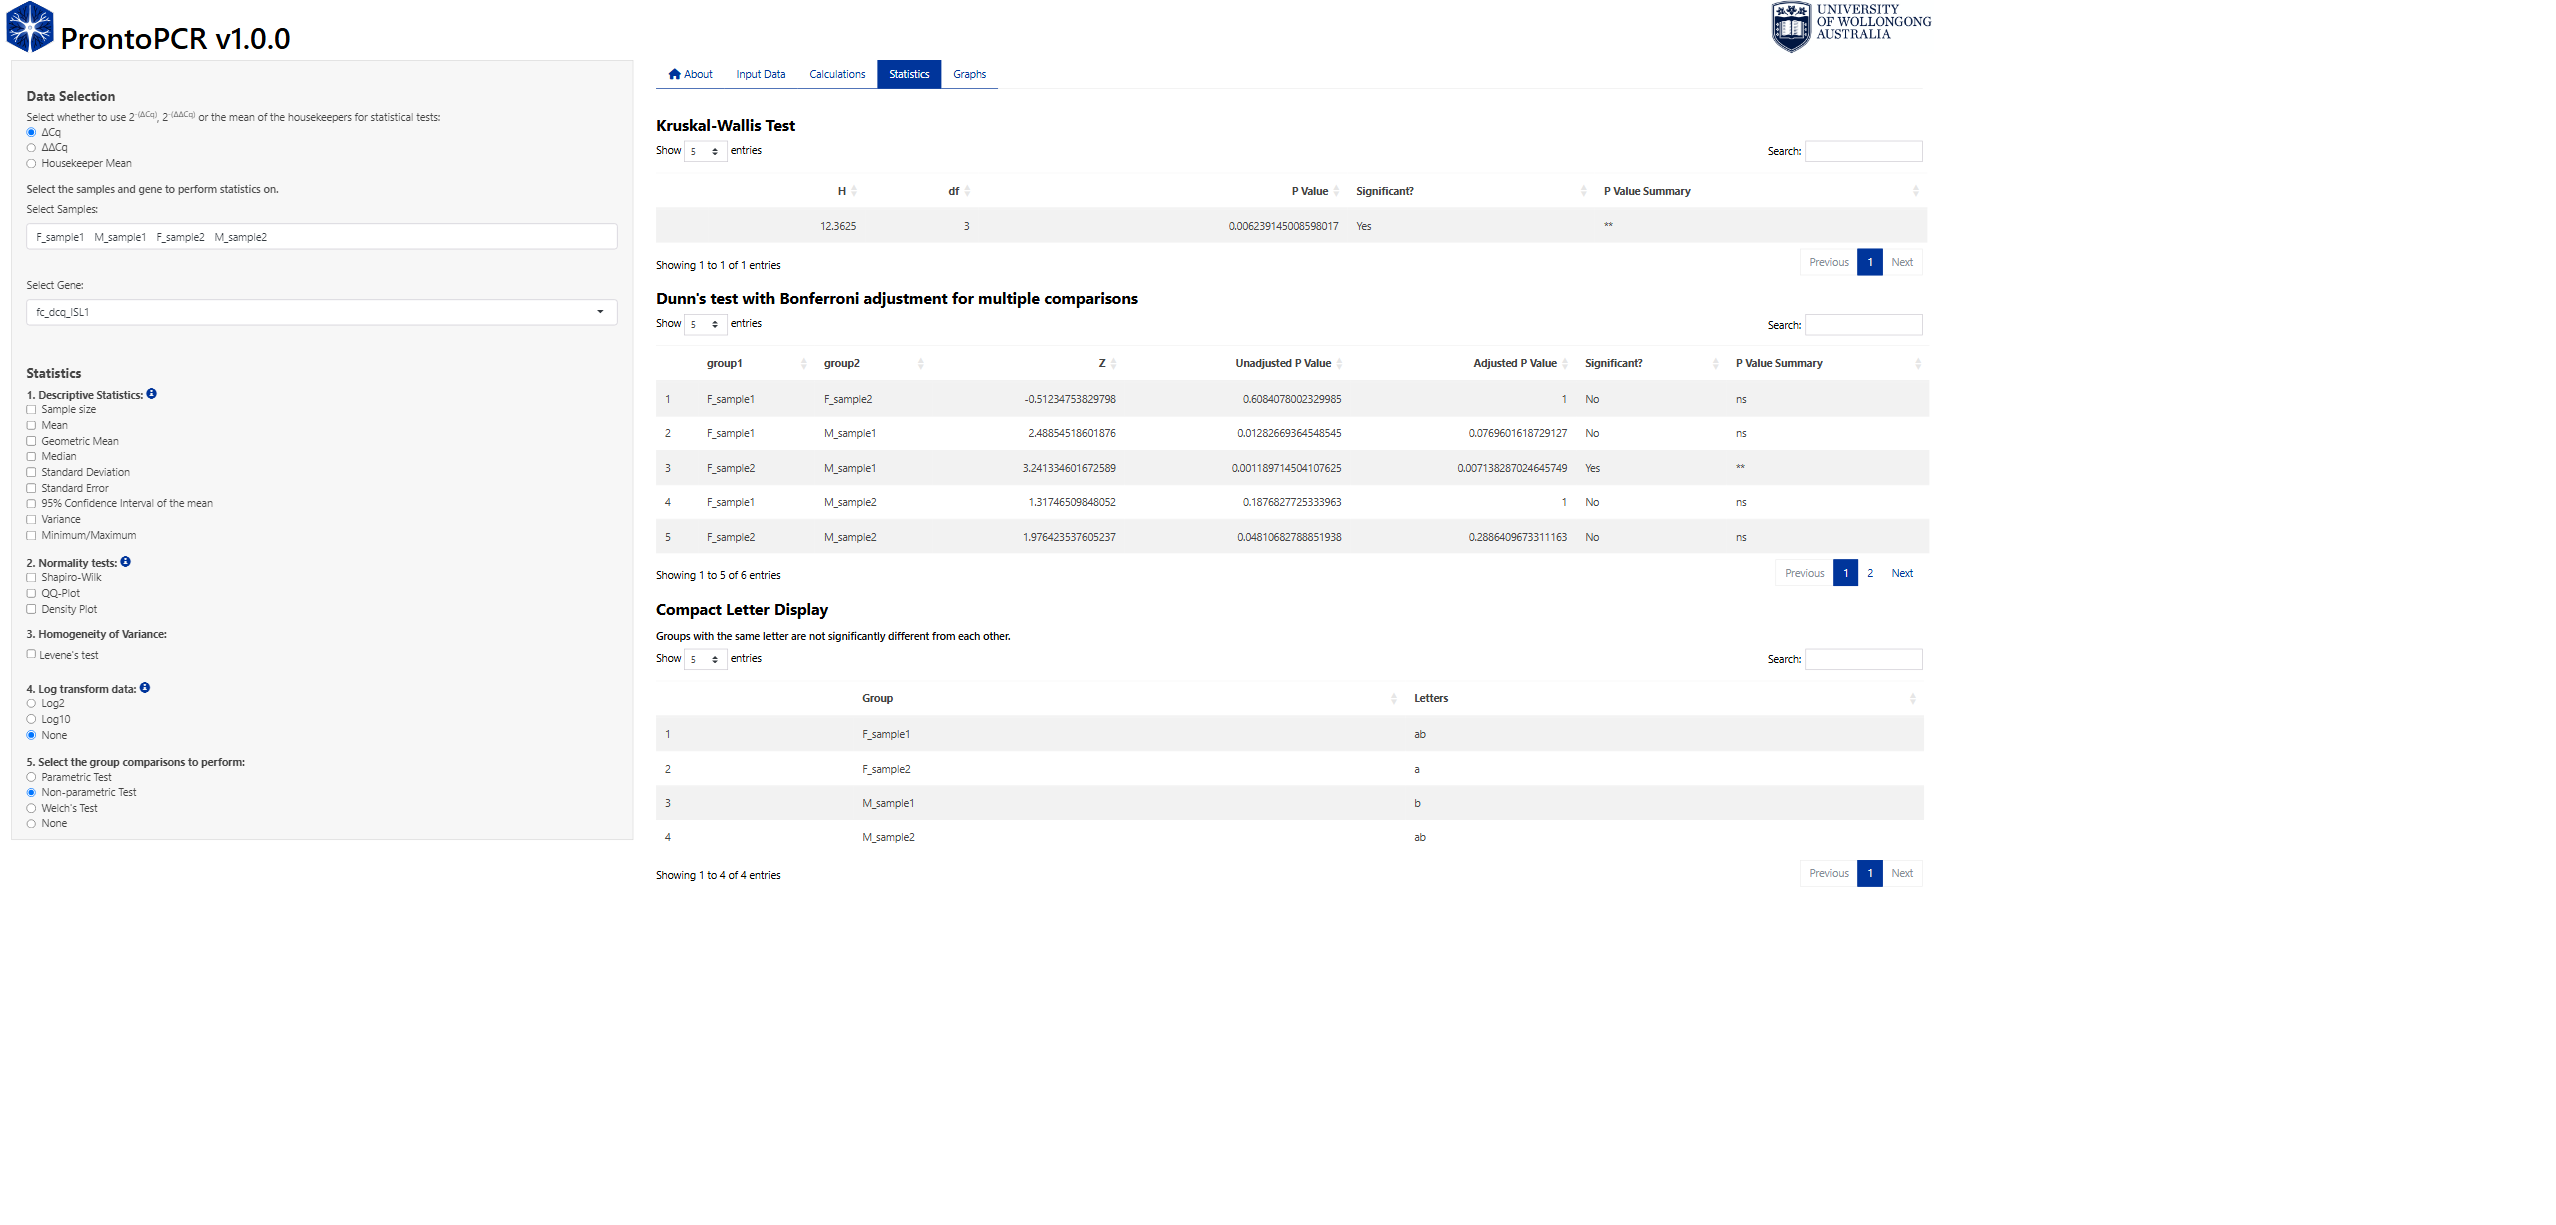 ProntoPCR v1.0.0
UNIVERSITY
OF WOLLONGONG
AUSTRALIA
Data Selection
Select whether to use 2^-(ΔCq), 2^-(ΔΔCq) or the mean of the housekeepers for statistical tests:
ΔCq
ΔΔCq
Housekeeper Mean
Select the samples and gene to perform statistics on.
Select Samples:
F_sample1 M_sample1 F_sample2 M_sample2
Select Gene:
fc_dcq_ISL1
Statistics
1. Descriptive Statistics:
Sample size
Mean
Geometric Mean
Median
Standard Deviation
Standard Error
95% Confidence Interval of the mean
Variance
Minimum/Maximum
2. Normality tests:
Shapiro-Wilk
QQ-Plot
Density Plot
3. Homogeneity of Variance:
Levene's test
4. Log transform data:
Log2
Log10
None
5. Select the group comparisons to perform:
Parametric Test
Non-parametric Test
Welch's Test
None
About Input Data Calculations Statistics Graphs
Kruskal-Wallis Test
Show 5 entries Search:
H df P Value Significant? P Value Summary
12.3625 3 0.006239145008598017 Yes **
Showing 1 to 1 of 1 entries Previous 1 Next
Dunn's test with Bonferroni adjustment for multiple comparisons
Show 5 entries Search:
group1 group2 Z Unadjusted P Value Adjusted P Value Significant? P Value Summary
1 F_sample1 F_sample2 -0.51234753829798 0.6084078002329985 1 No ns
2 F_sample1 M_sample1 2.48854518601876 0.01282669364548545 0.0769601618729127 No ns
3 F_sample2 M_sample1 3.241334601672589 0.001189714504107625 0.007138287024645749 Yes **
4 F_sample1 M_sample2 1.31746509848052 0.1876827725333963 1 No ns
5 F_sample2 M_sample2 1.976423537605237 0.04810682788851938 0.2886409673311163 No ns
Showing 1 to 5 of 6 entries Previous 1 2 Next
Compact Letter Display
Groups with the same letter are not significantly different from each other.
Show 5 entries Search:
Group Letters
1 F_sample1 ab
2 F_sample2 a
3 M_sample1 b
4 M_sample2 ab
Showing 1 to 4 of 4 entries Previous 1 Next